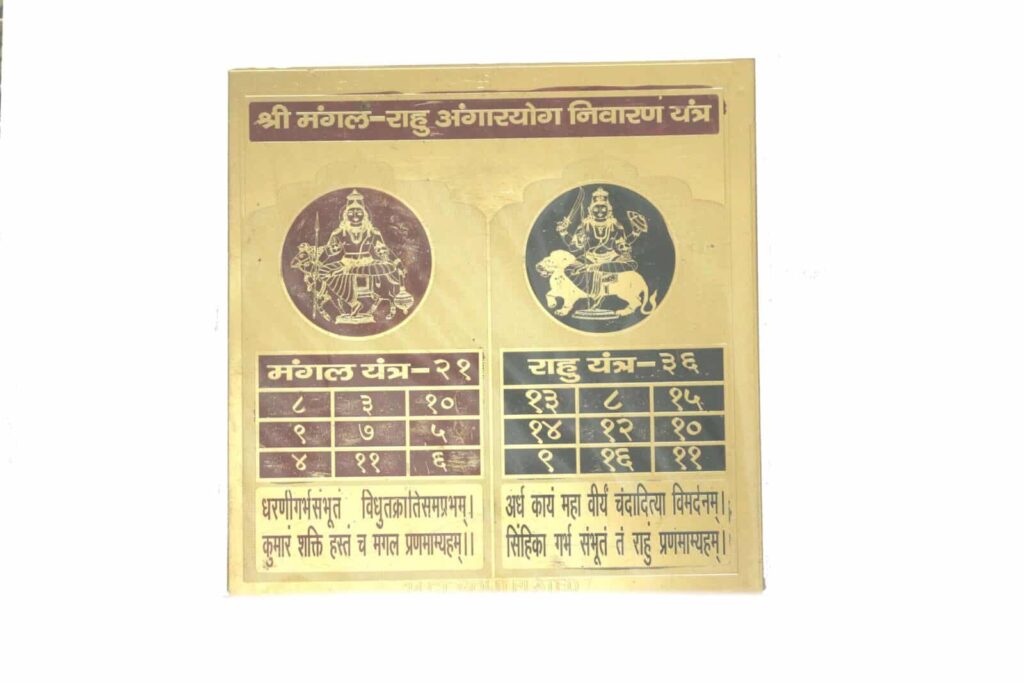 श्री मंगल-राहु अंगारयोग निवारण यंत्र
मंगल यंत्र-२१
८ ३ १०
९ ७ ५
४ ११ ६
धरणीगर्भसंभूतं विधुतक्रातिसमप्रभम्।
कुमारं शक्ति हस्तं च मगल प्रणमाम्यहम्।।
राहु यंत्र-३६
१३ ८ १५
१४ १२ १०
९ १६ ११
अर्ध कायं महा वीर्यं चंदादित्या विमर्दनम्।
सिंहिका गर्भ संभूतं तं राहुं प्रणमाम्यहम्।।